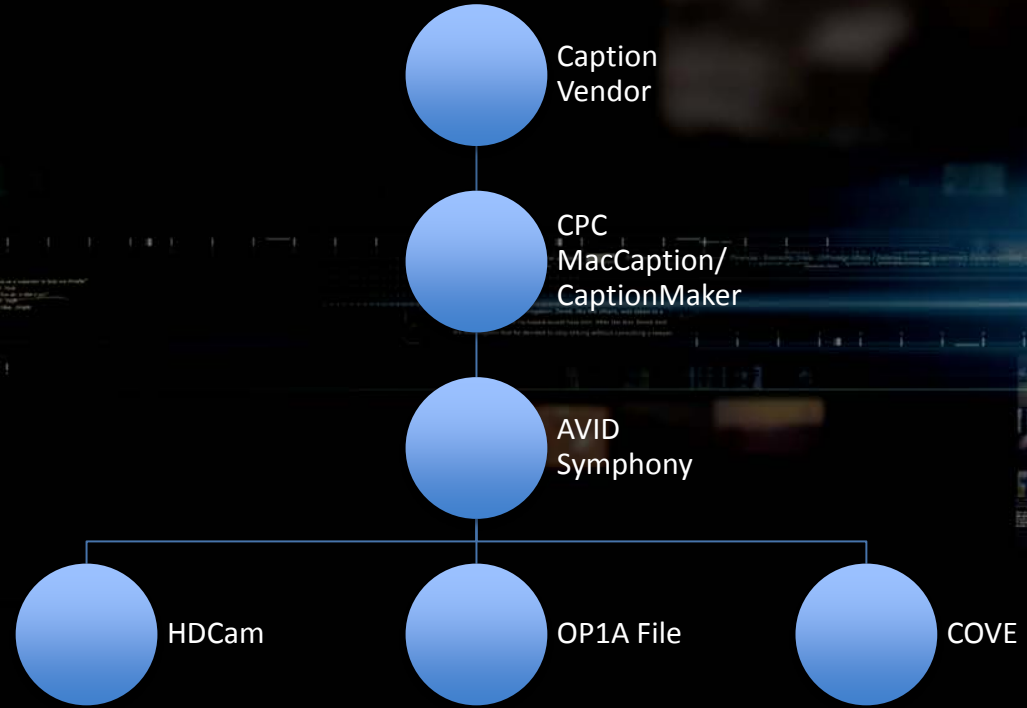 Caption
Vendor
CPC
MacCaption/
CaptionMaker
AVID
Symphony
HDCam
OP1A File
COVE